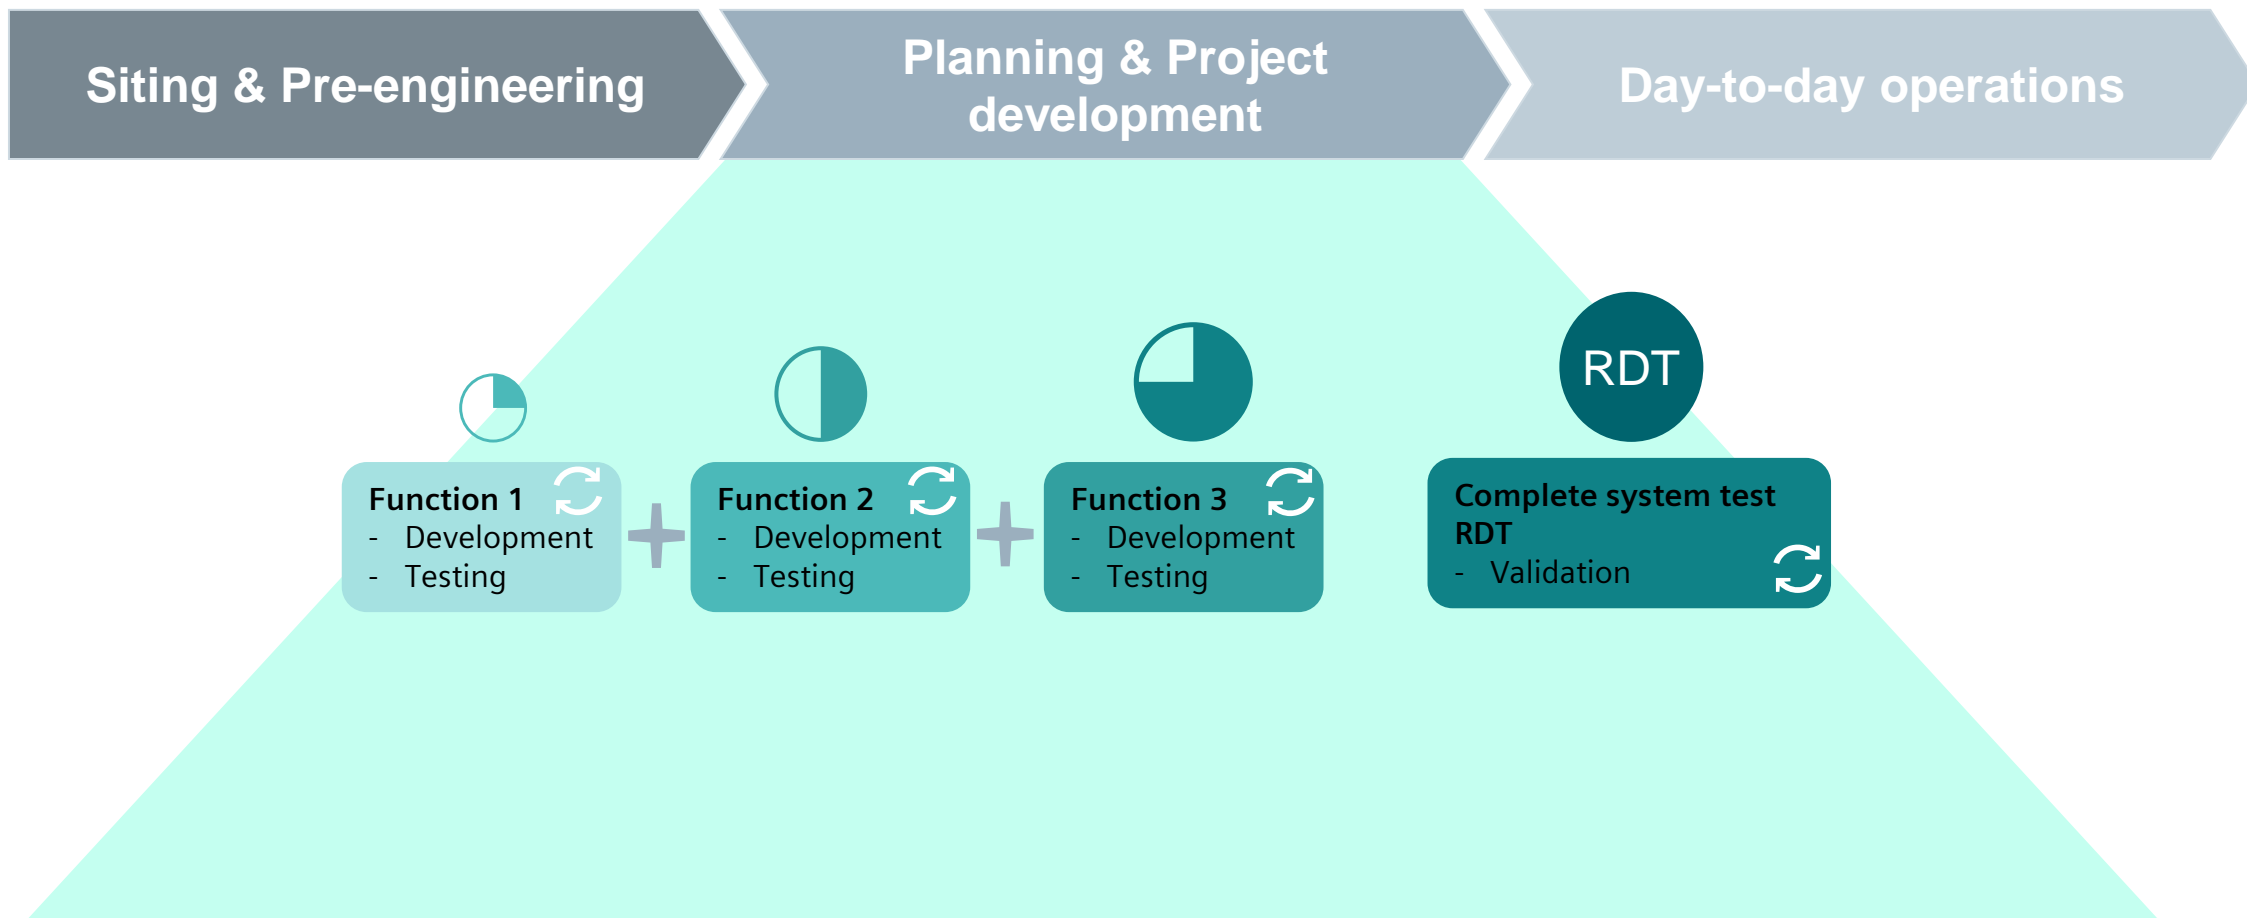 Siting & Pre-engineering
Planning & Project
development
Day-to-day operations
RDT
Function 1
- Development
- Testing
Function 2
- Development
- Testing
Function 3
- Development
- Testing
Complete system test
RDT
- Validation